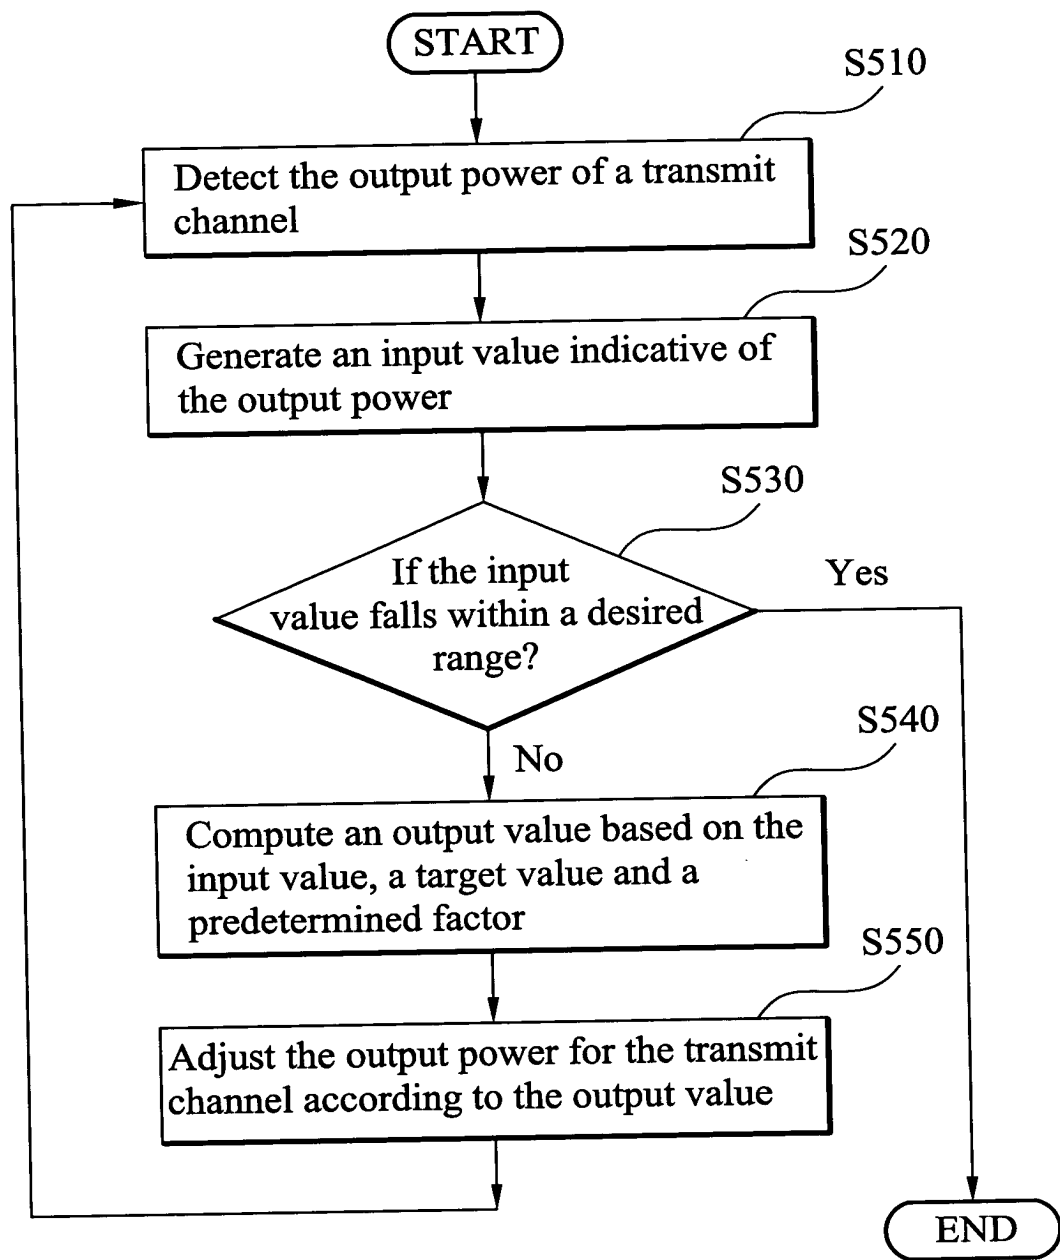 START
S510
Detect the output power of a transmit
channel
S520
Generate an input value indicative of
the output power
S530
If the input
value falls within a desired
range?
Yes
No
S540
Compute an output value based on the
input value, a target value and a
predetermined factor
S550
Adjust the output power for the transmit
channel according to the output value
END